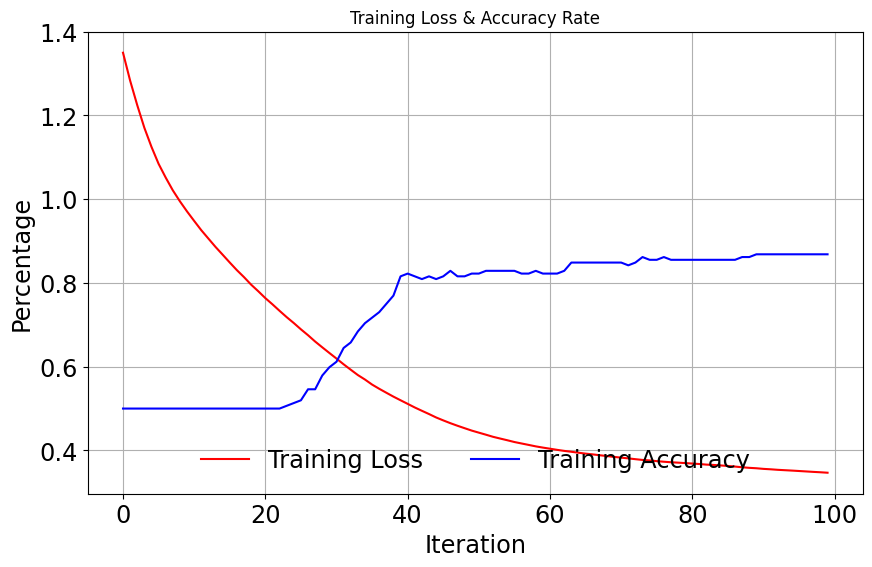 Training Loss & Accuracy Rate
Percentage
1.4
1.2
1.0
0.8
0.6
0.4
Training Loss
Training Accuracy
0 20 40 60 80 100
Iteration